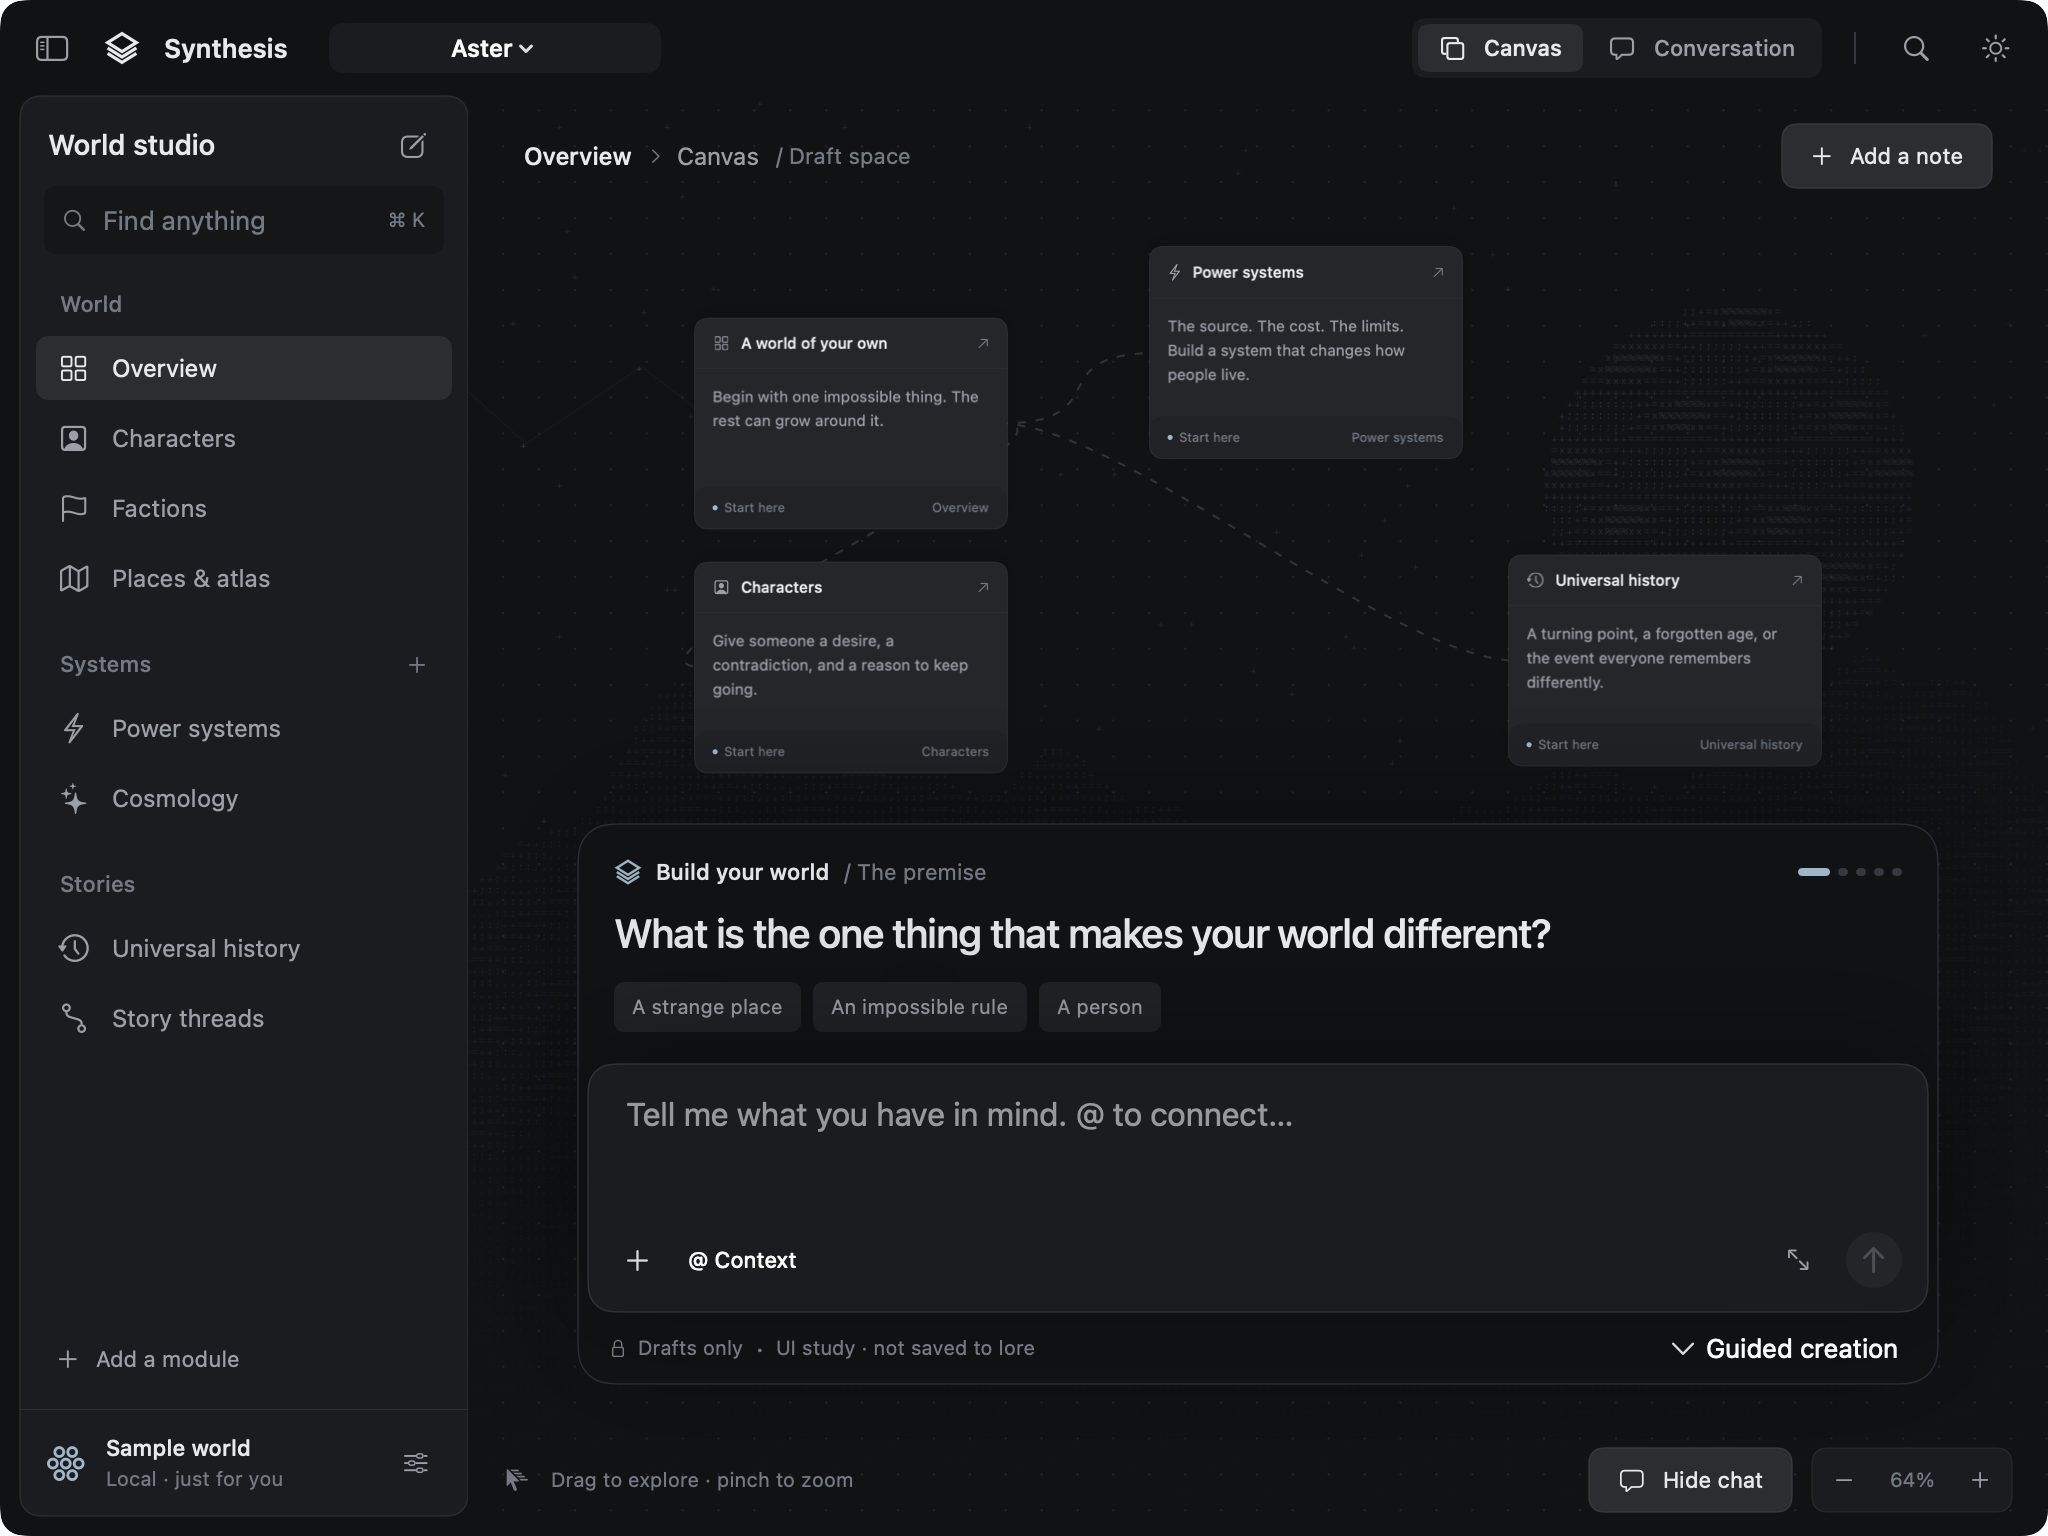 Synthesis
Aster
Canvas
Conversation
World studio
Find anything
⌘ K
World
Overview
Characters
Factions
Places & atlas
Systems
Power systems
Cosmology
Stories
Universal history
Story threads
Add a module
Sample world
Local · just for you
Overview > Canvas / Draft space
Add a note
A world of your own
Begin with one impossible thing. The
rest can grow around it.
Start here
Overview
Power systems
The source. The cost. The limits.
Build a system that changes how
people live.
Start here
Power systems
Characters
Give someone a desire, a
contradiction, and a reason to keep
going.
Start here
Characters
Universal history
A turning point, a forgotten age, or
the event everyone remembers
differently.
Start here
Universal history
Build your world / The premise
What is the one thing that makes your world different?
A strange place
An impossible rule
A person
Tell me what you have in mind. @ to connect...
@ Context
Drafts only · UI study · not saved to lore
Guided creation
Drag to explore · pinch to zoom
Hide chat
64%